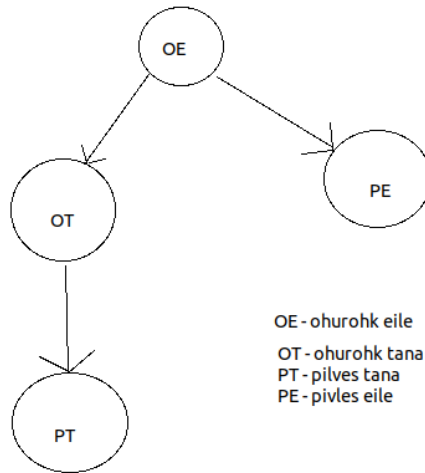 OE
PE
OT
OE - ohurohk eile
OT - ohurohk tana
PT - pilves tana
PE - pivles eile
PT